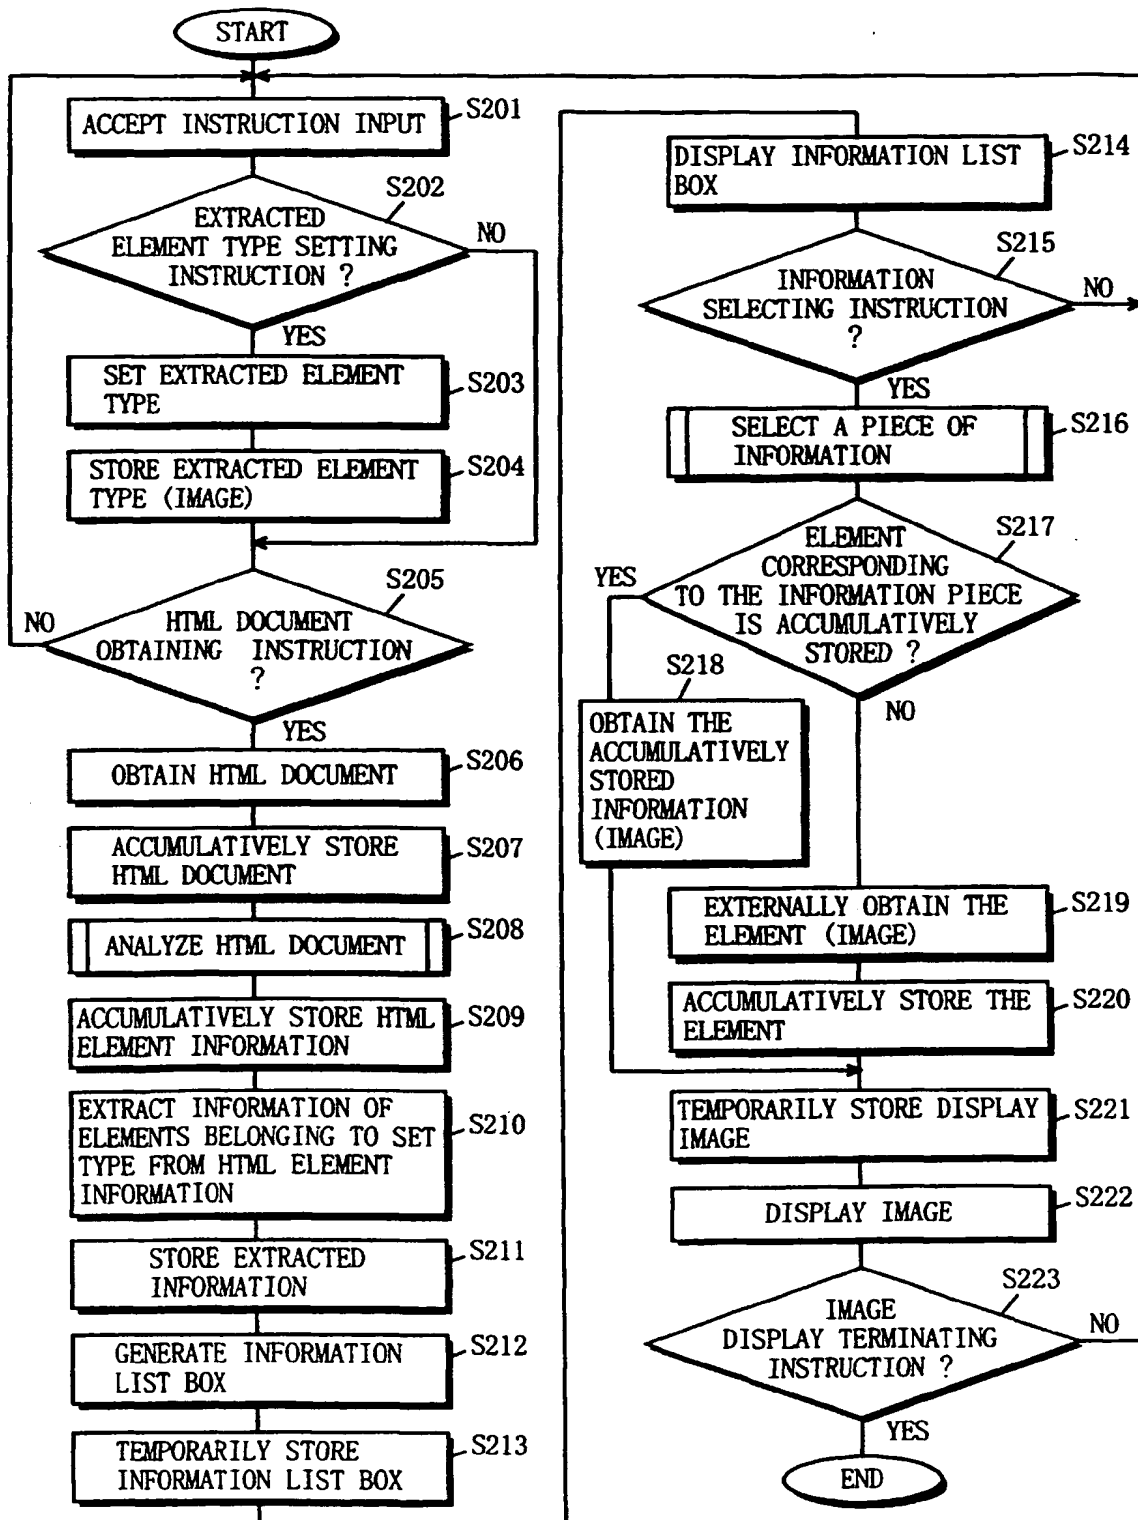 START
ACCEPT INSTRUCTION INPUT
S201
S202
EXTRACTED
ELEMENT TYPE SETTING
INSTRUCTION ?
NO
YES
SET EXTRACTED ELEMENT
TYPE
S203
STORE EXTRACTED ELEMENT
TYPE (IMAGE)
S204
S205
NO
HTML DOCUMENT
OBTAINING INSTRUCTION
?
YES
OBTAIN HTML DOCUMENT
S206
ACCUMULATIVELY STORE
HTML DOCUMENT
S207
ANALYZE HTML DOCUMENT
S208
ACCUMULATIVELY STORE HTML
ELEMENT INFORMATION
S209
EXTRACT INFORMATION OF
ELEMENTS BELONGING TO SET
TYPE FROM HTML ELEMENT
INFORMATION
S210
STORE EXTRACTED
INFORMATION
S211
GENERATE INFORMATION
LIST BOX
S212
TEMPORARILY STORE
INFORMATION LIST BOX
S213
DISPLAY INFORMATION LIST
BOX
S214
S215
INFORMATION
SELECTING INSTRUCTION
?
NO
YES
SELECT A PIECE OF
INFORMATION
S216
S217
ELEMENT
CORRESPONDING
TO THE INFORMATION PIECE
IS ACCUMULATIVELY
STORED ?
YES
NO
S218
OBTAIN THE
ACCUMULATIVELY
STORED
INFORMATION
(IMAGE)
EXTERNALLY OBTAIN THE
ELEMENT (IMAGE)
S219
ACCUMULATIVELY STORE THE
ELEMENT
S220
TEMPORARILY STORE DISPLAY
IMAGE
S221
DISPLAY IMAGE
S222
S223
IMAGE
DISPLAY TERMINATING
INSTRUCTION ?
NO
YES
END